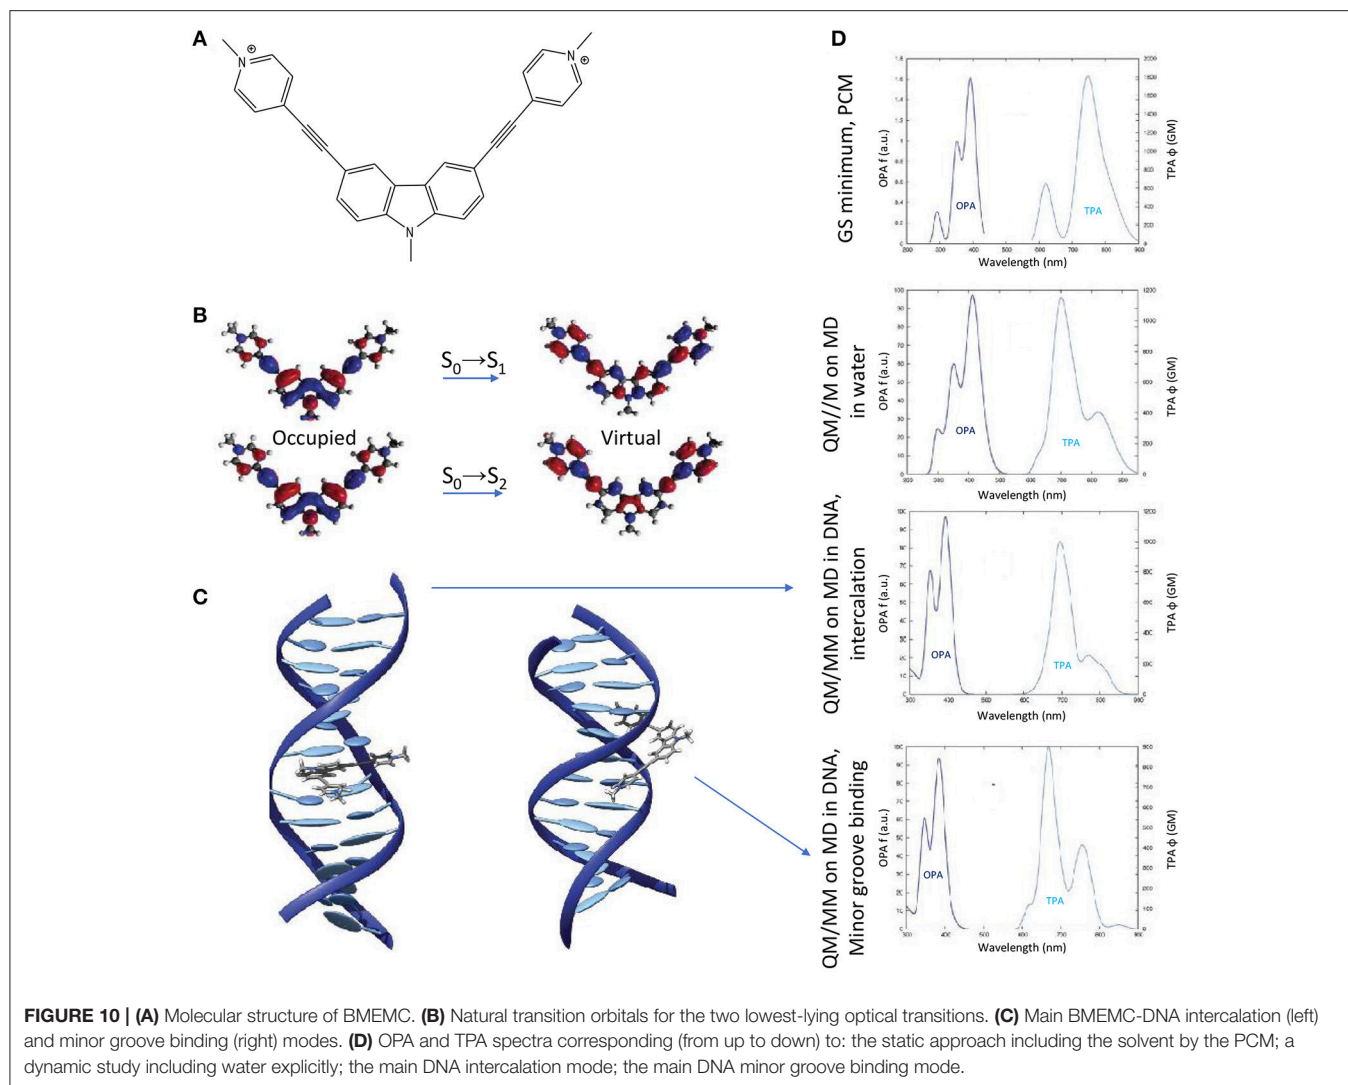 A
N
⊕
N
⊕
N
B
S0→S1
Occupied
Virtual
S0→S2
C
D
GS minimum, PCM
OPA f (a.u.)
OPA
TPA
TPA ϕ (GM)
Wavelength (nm)
QM//M on MD
in water
OPA f (a.u.)
OPA
TPA
TPA ϕ (GM)
QM/MM on MD in DNA,
intercalation
OPA f (a.u.)
OPA
TPA
TPA ϕ (GM)
Wavelength (nm)
QM/MM on MD in DNA,
Minor groove binding
OPA f (a.u.)
OPA
TPA
TPA ϕ (GM)
Wavelength (nm)
FIGURE 10 | (A) Molecular structure of BMEMC. (B) Natural transition orbitals for the two lowest-lying optical transitions. (C) Main BMEMC-DNA intercalation (left)
and minor groove binding (right) modes. (D) OPA and TPA spectra corresponding (from up to down) to: the static approach including the solvent by the PCM; a
dynamic study including water explicitly; the main DNA intercalation mode; the main DNA minor groove binding mode.